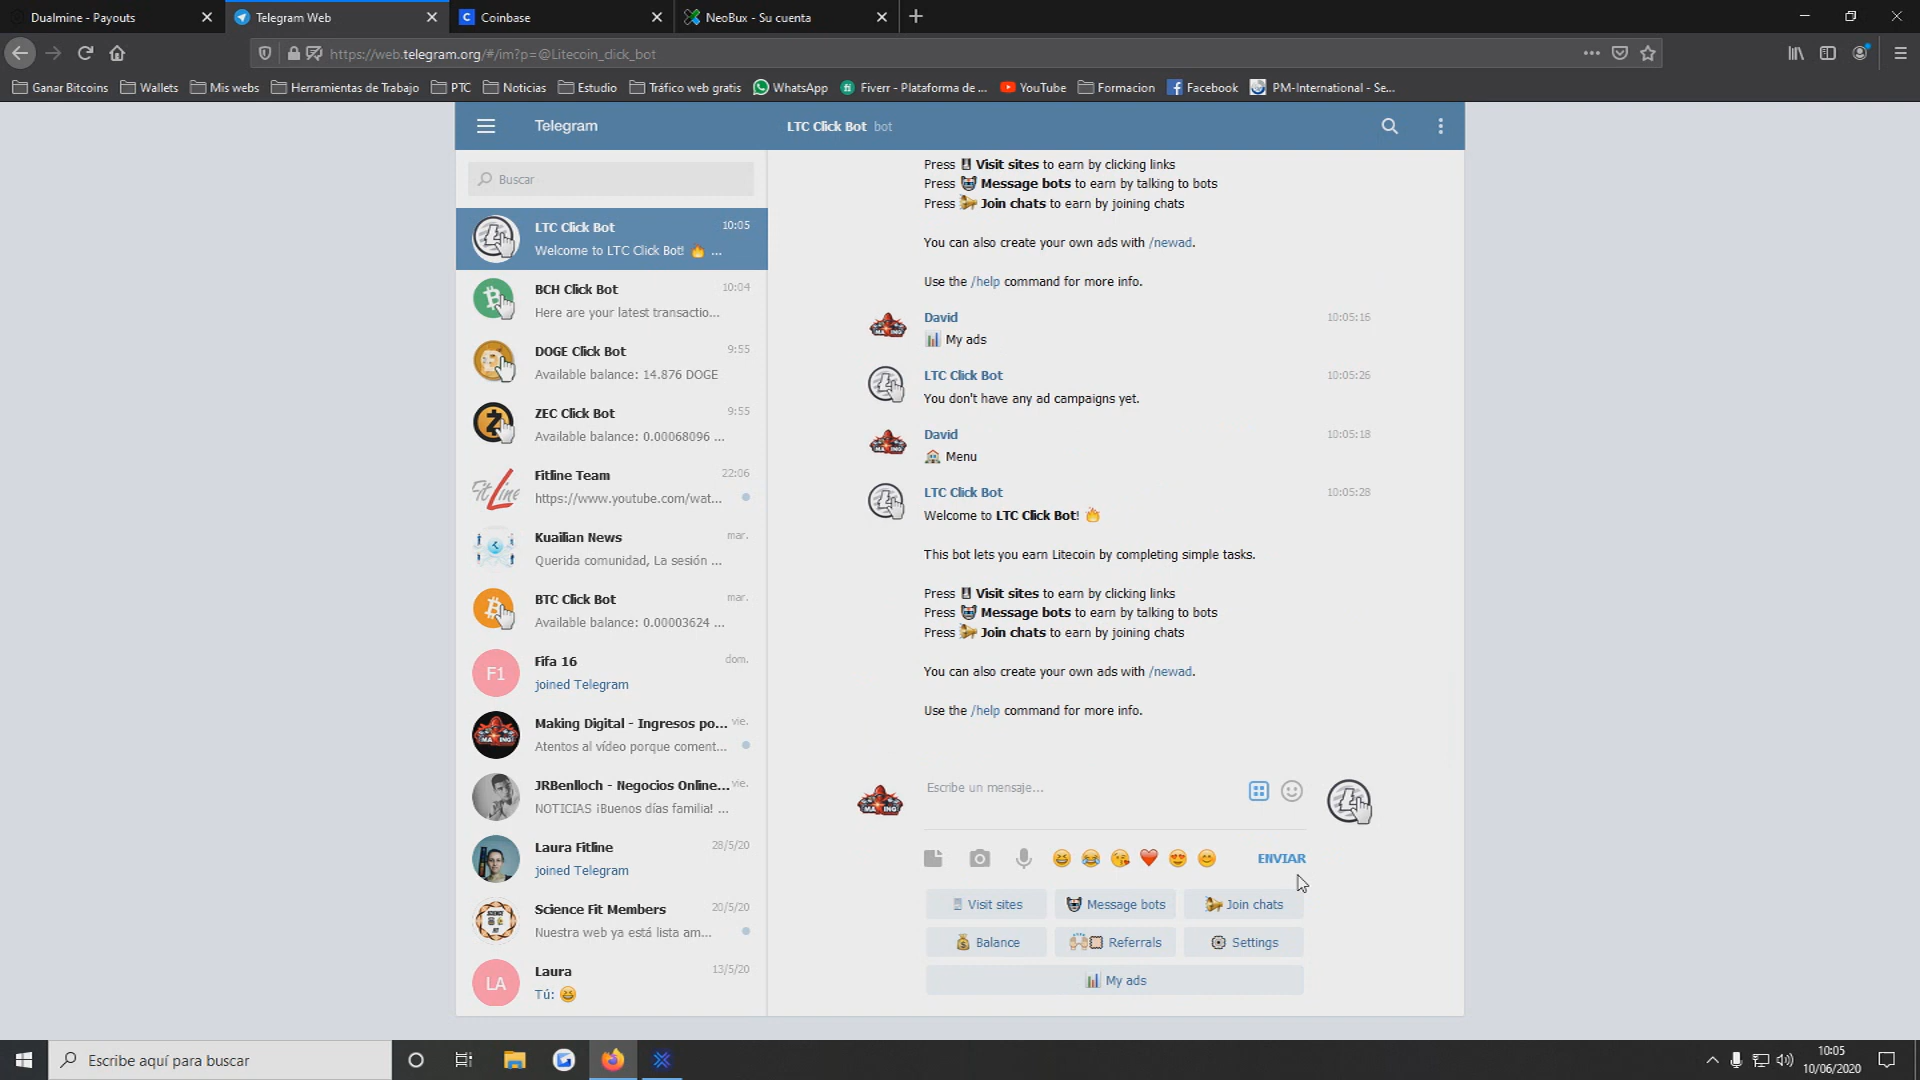 Dualmine - Payouts
Telegram Web
Coinbase
NeoBux - Su cuenta
https://web.telegram.org/#/im?p=@Litecoin_click_bot
Ganar Bitcoins
Wallets
Mis webs
Herramientas de Trabajo
PTC
Noticias
Estudio
Tráfico web gratis
WhatsApp
Fiverr - Plataforma de ...
YouTube
Formacion
Facebook
PM-International - Se...
Telegram
LTC Click Bot bot
Buscar
LTC Click Bot 10:05
Welcome to LTC Click Bot! 🔥 ...
BCH Click Bot 10:04
Here are your latest transactio...
DOGE Click Bot 9:55
Available balance: 14.876 DOGE
ZEC Click Bot 9:55
Available balance: 0.00068096 ...
Fitline Team 22:06
https://www.youtube.com/wat...
Kuailian News mar.
Querida comunidad, La sesión ...
BTC Click Bot mar.
Available balance: 0.00003624 ...
F1
Fifa 16 dom.
joined Telegram
Making Digital - Ingresos po... vie.
Atentos al vídeo porque coment...
JRBenlloch - Negocios Online... vie.
NOTICIAS ¡Buenos días familia! ...
Laura Fitline 28/5/20
joined Telegram
Science Fit Members 20/5/20
Nuestra web ya está lista am...
LA
Laura 13/5/20
Tú: 😆
Press Visit sites to earn by clicking links
Press Message bots to earn by talking to bots
Press Join chats to earn by joining chats
You can also create your own ads with /newad.
Use the /help command for more info.
David 10:05:16
📊 My ads
LTC Click Bot 10:05:26
You don't have any ad campaigns yet.
David 10:05:18
🏠 Menu
LTC Click Bot 10:05:28
Welcome to LTC Click Bot! 🔥
This bot lets you earn Litecoin by completing simple tasks.
Press Visit sites to earn by clicking links
Press Message bots to earn by talking to bots
Press Join chats to earn by joining chats
You can also create your own ads with /newad.
Use the /help command for more info.
Escribe un mensaje...
ENVIAR
Visit sites
Message bots
Join chats
Balance
Referrals
Settings
My ads
Escribe aquí para buscar
10:05
10/06/2020